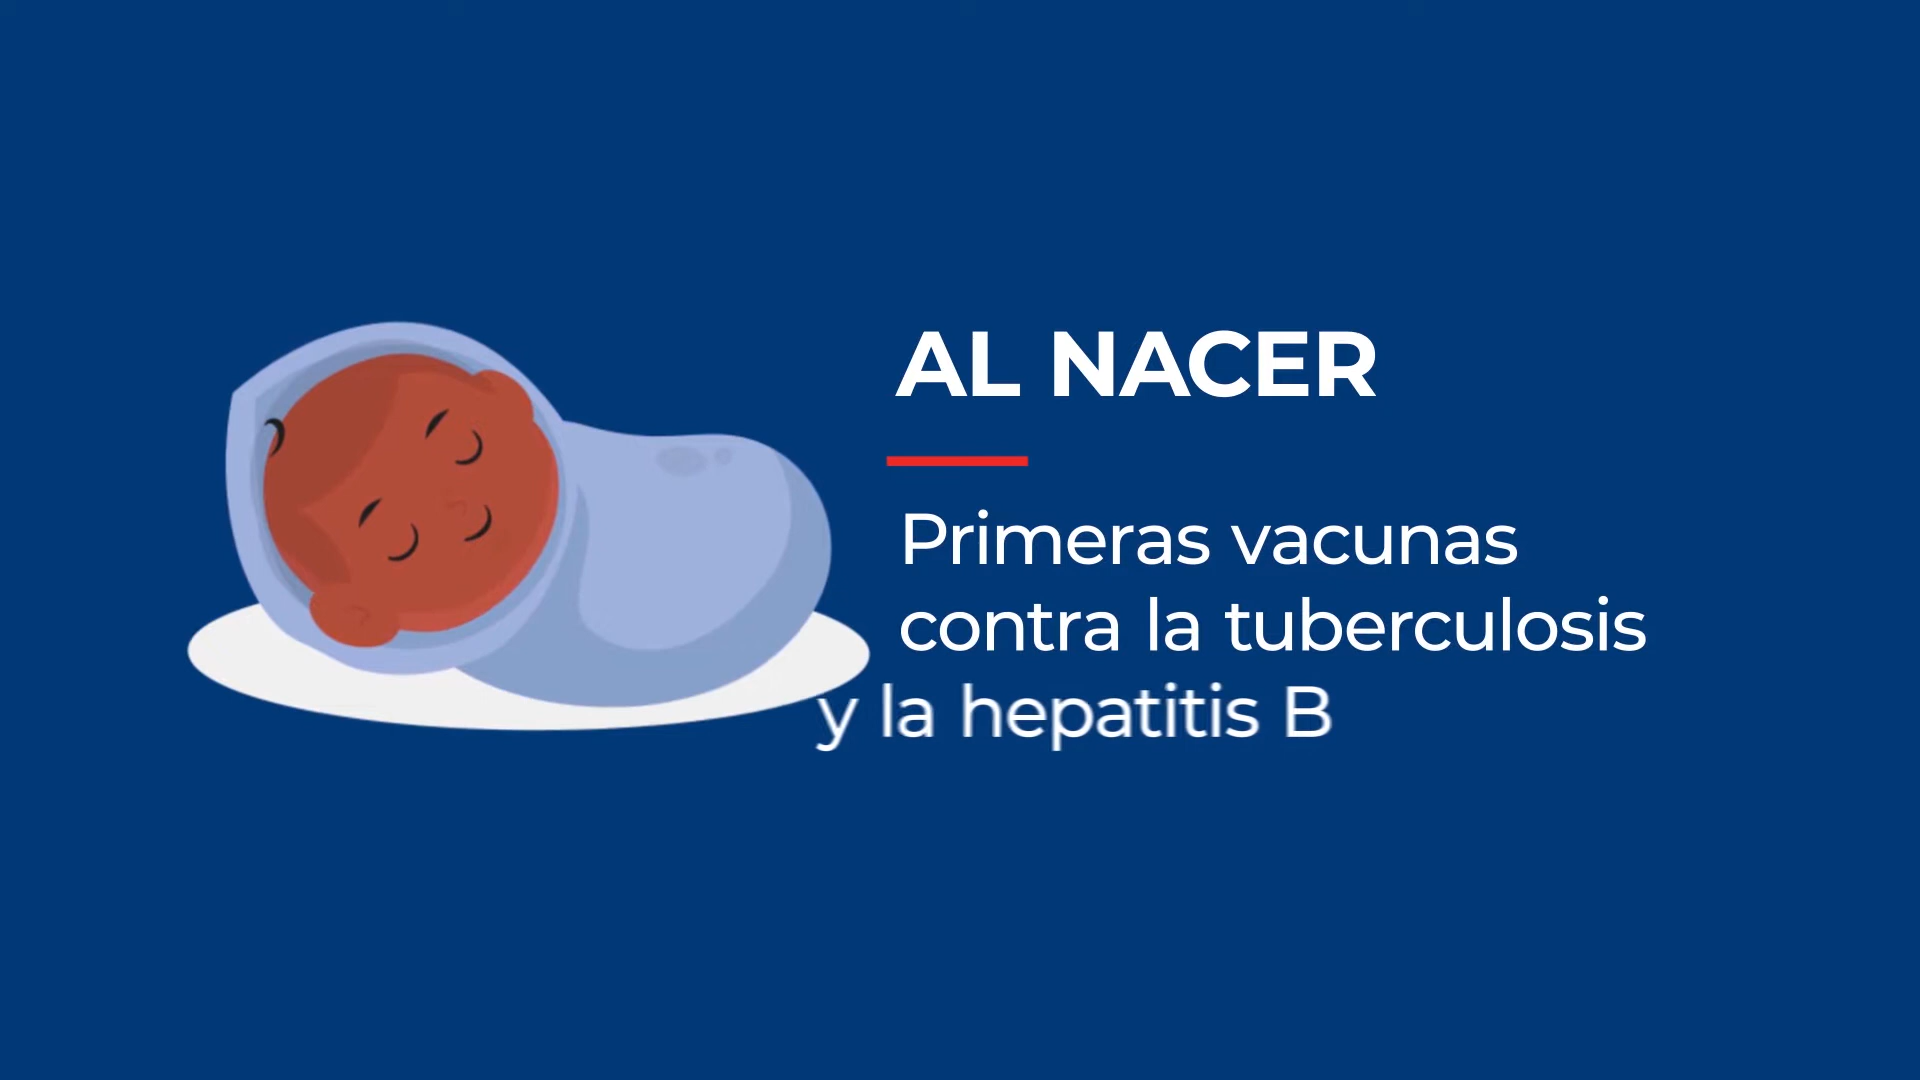 AL NACER
Primeras vacunas
contra la tuberculosis
y la hepatitis B